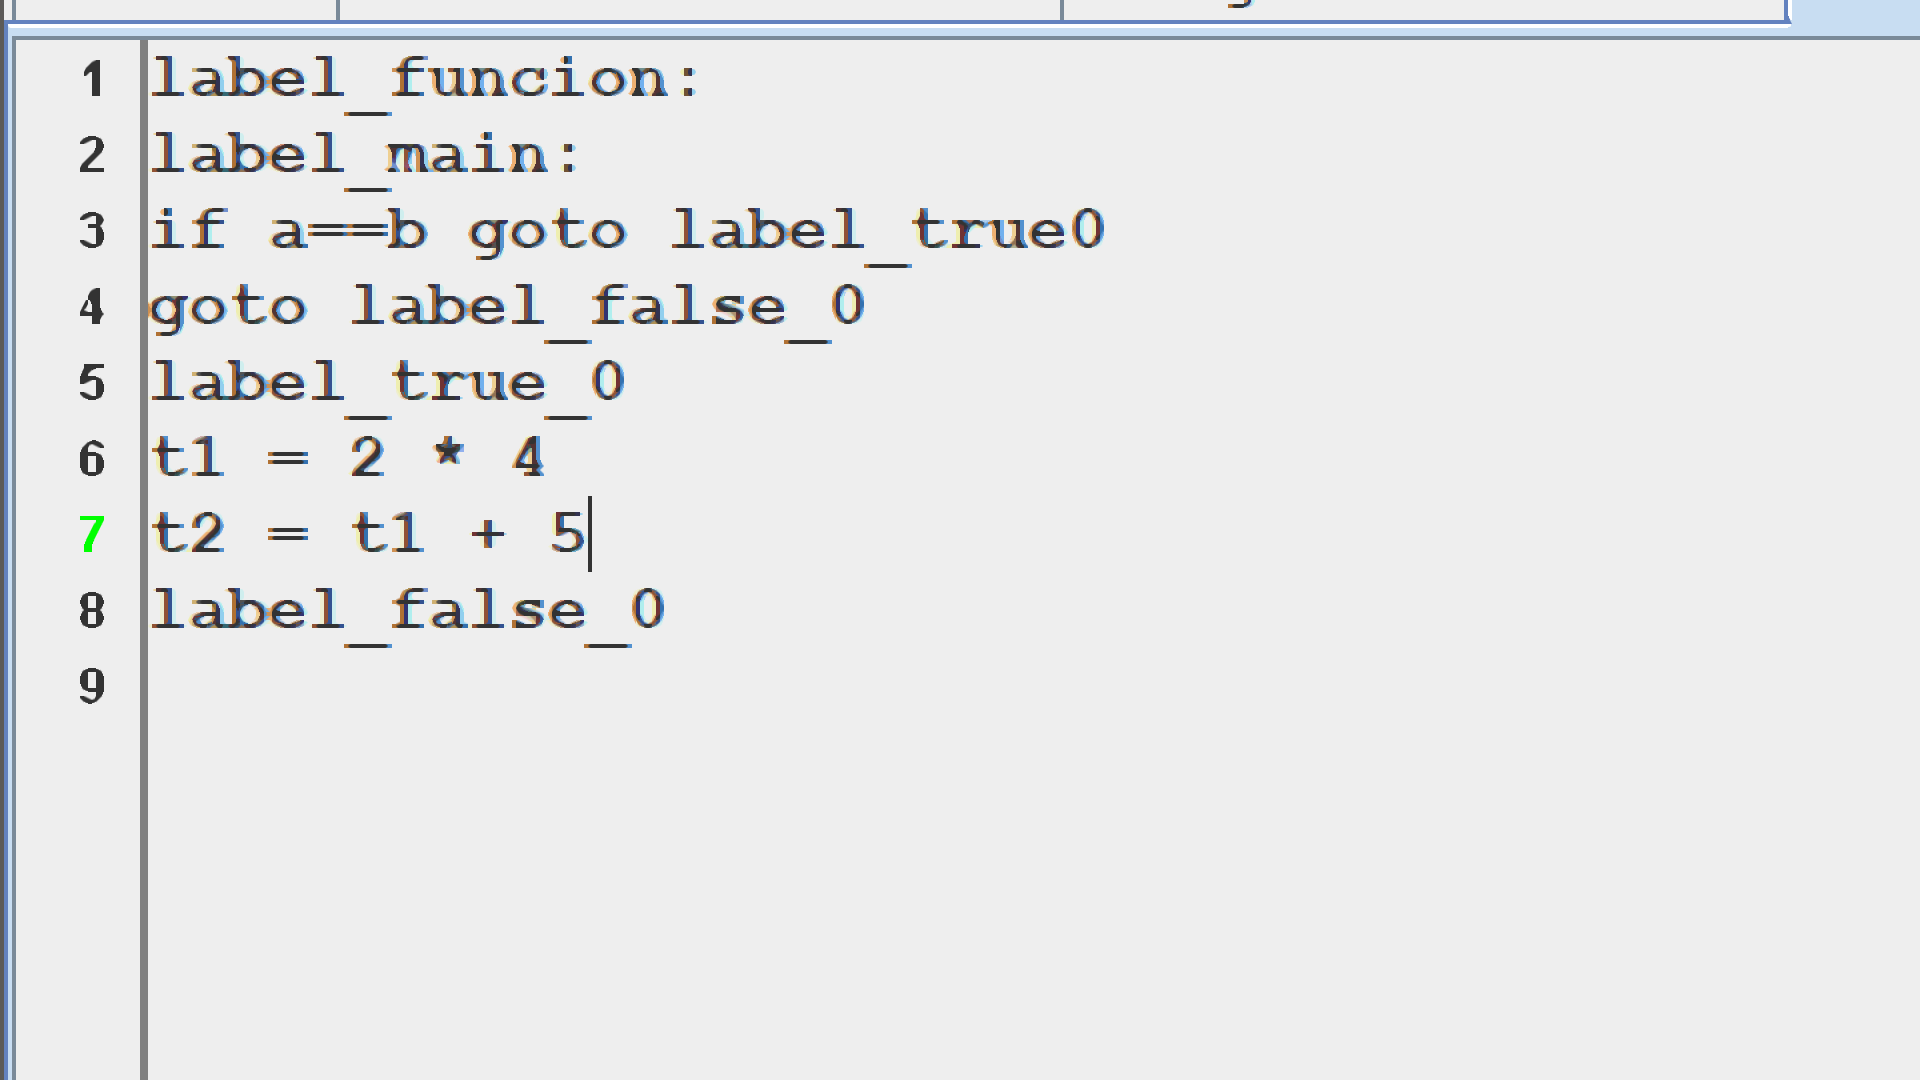 1 label_funcion:
2 label_main:
3 if a==b goto label_true0
4 goto label_false_0
5 label_true_0
6 t1 = 2 * 4
7 t2 = t1 + 5
8 label_false_0
9